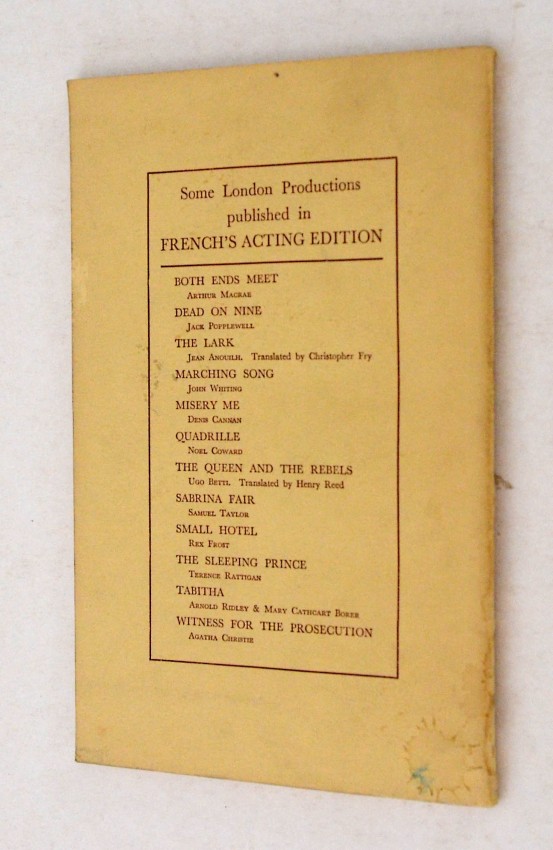 Some London Productions
published in
FRENCH'S ACTING EDITION
BOTH ENDS MEET
Arthur Macrae
DEAD ON NINE
Jack Popplewell
THE LARK
Jean Anouilh. Translated by Christopher Fry
MARCHING SONG
John Whiting
MISERY ME
Denis Cannan
QUADRILLE
Noel Coward
THE QUEEN AND THE REBELS
Ugo Betti. Translated by Henry Reed
SABRINA FAIR
Samuel Taylor
SMALL HOTEL
Rex Frost
THE SLEEPING PRINCE
Terence Rattigan
TABITHA
Arnold Ridley & Mary Cathcart Borer
WITNESS FOR THE PROSECUTION
Agatha Christie